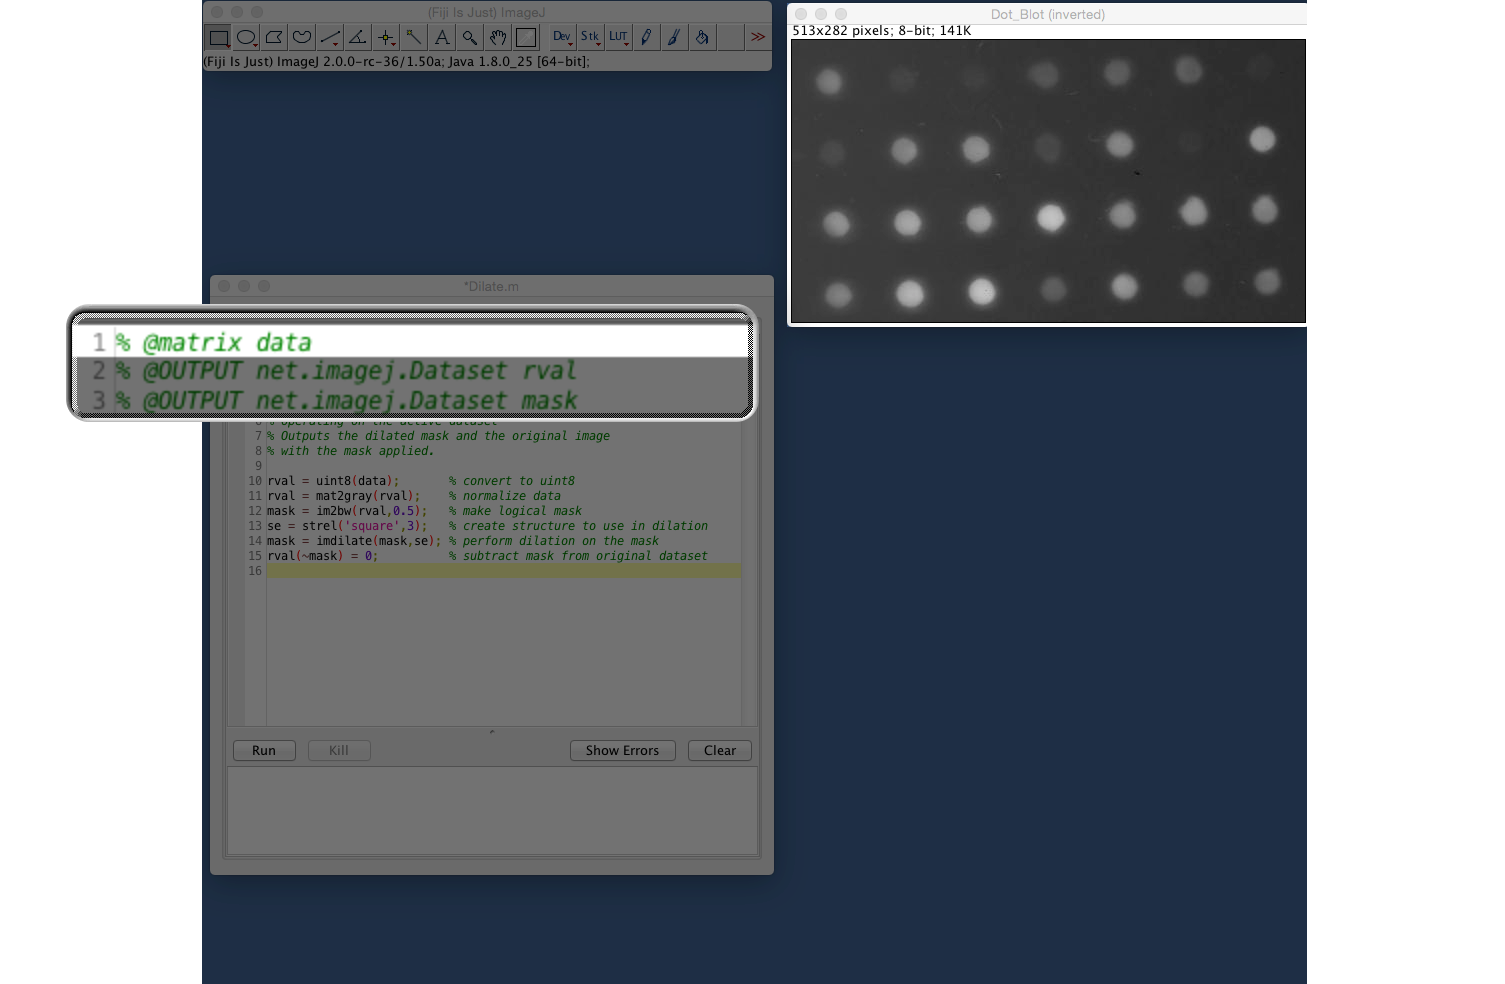 (Fiji Is Just) ImageJ
Dev Stk LUT >>
(Fiji Is Just) ImageJ 2.0.0-rc-36/1.50a; Java 1.8.0_25 [64-bit];
Dot_Blot (inverted)
513x282 pixels; 8-bit; 141K
*Dilate.m
1 % @matrix data
2 % @OUTPUT net.imagej.Dataset rval
3 % @OUTPUT net.imagej.Dataset mask
6 % operating on the active dataset
7 % Outputs the dilated mask and the original image
8 % with the mask applied.
9
10 rval = uint8(data); % convert to uint8
11 rval = mat2gray(rval); % normalize data
12 mask = im2bw(rval,0.5); % make logical mask
13 se = strel('square',3); % create structure to use in dilation
14 mask = imdilate(mask,se); % perform dilation on the mask
15 rval(~mask) = 0; % subtract mask from original dataset
16
Run Kill Show Errors Clear